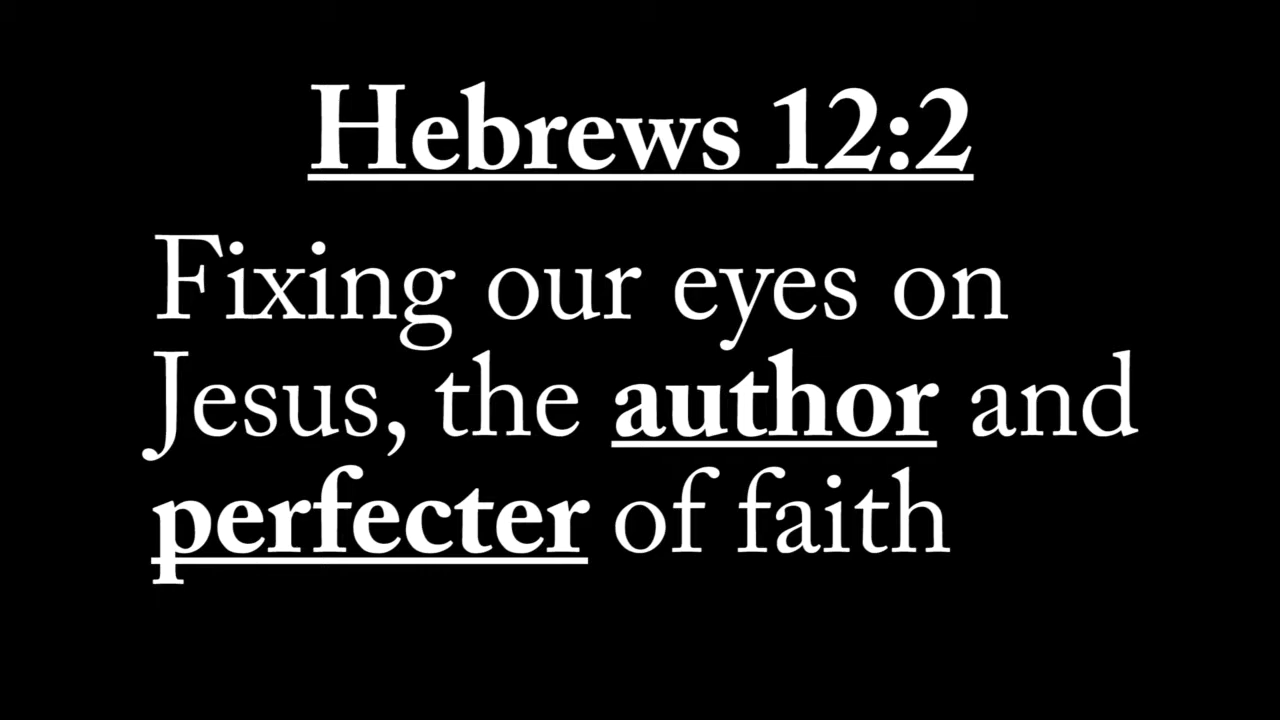 Hebrews 12:2
Fixing our eyes on
Jesus, the author and
perfecter of faith